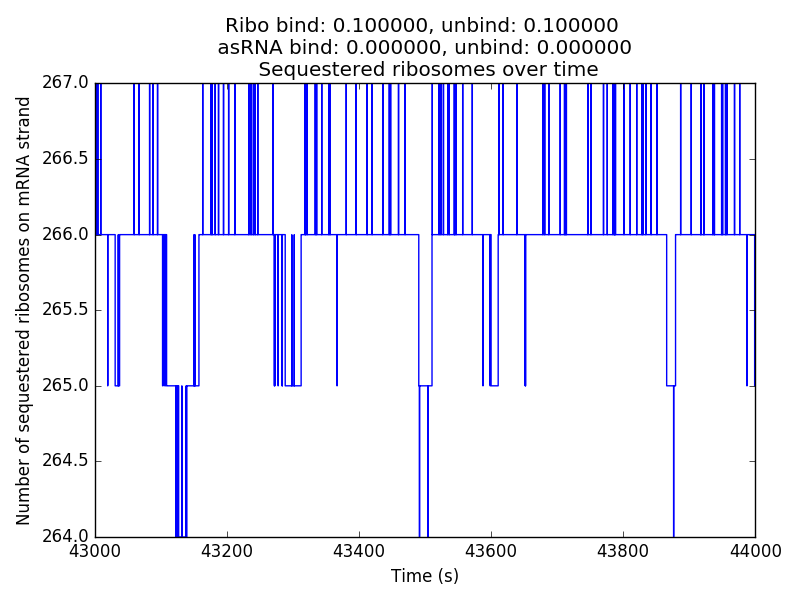 Ribo bind: 0.100000, unbind: 0.100000
asRNA bind: 0.000000, unbind: 0.000000
Sequestered ribosomes over time
Number of sequestered ribosomes on mRNA strand
267.0
266.5
266.0
265.5
265.0
264.5
264.0
43000 43200 43400 43600 43800 44000
Time (s)